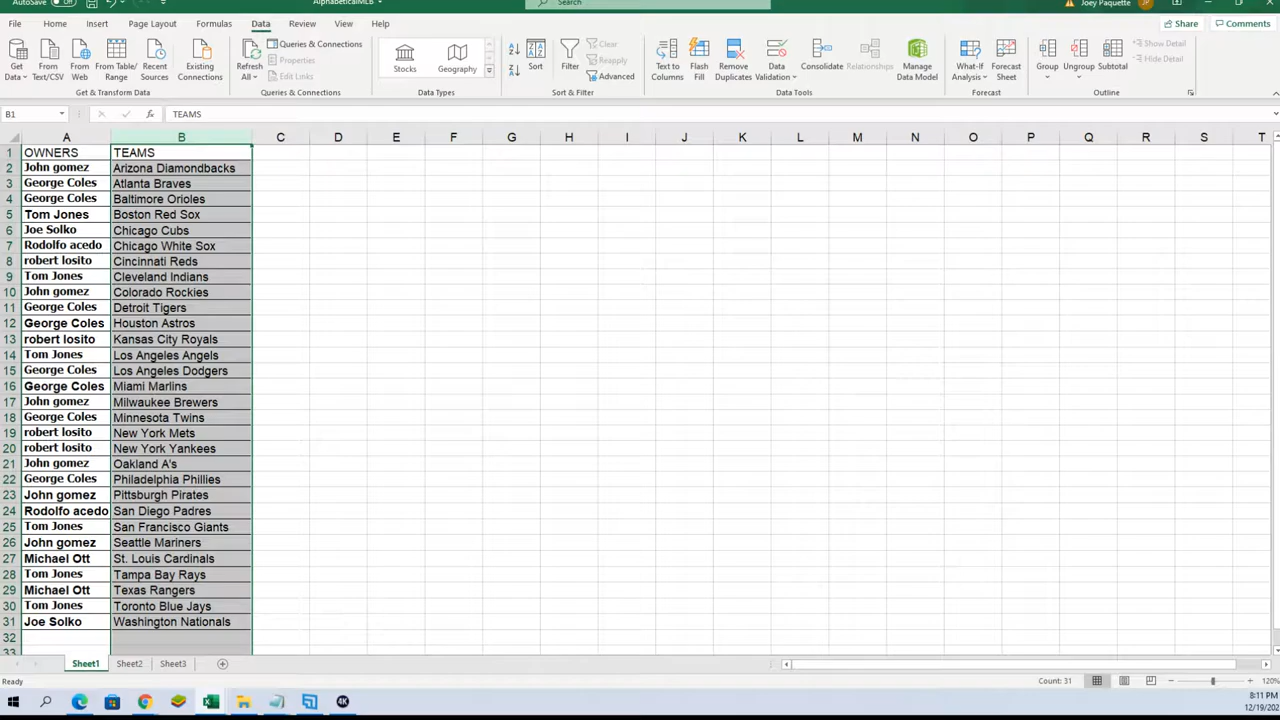 AutoSave Off AlphabeticalMLB Search Joey Paquette JP
File Home Insert Page Layout Formulas Data Review View Help Share Comments
Get Data From Text/CSV From Web From Table/Range Recent Sources Existing Connections
Get & Transform Data
Refresh All Queries & Connections Properties Edit Links
Queries & Connections
Stocks Geography
Data Types
Sort Filter Clear Reapply Advanced
Sort & Filter
Text to Columns Flash Fill Remove Duplicates Data Validation Consolidate Relationships Manage Data Model
Data Tools
What-If Analysis Forecast Sheet
Forecast
Group Ungroup Subtotal Show Detail Hide Detail
Outline
B1 fx TEAMS
A B C D E F G H I J K L M N O P Q R S T
1 OWNERS TEAMS
2 John gomez Arizona Diamondbacks
3 George Coles Atlanta Braves
4 George Coles Baltimore Orioles
5 Tom Jones Boston Red Sox
6 Joe Solko Chicago Cubs
7 Rodolfo acedo Chicago White Sox
8 robert losito Cincinnati Reds
9 Tom Jones Cleveland Indians
10 John gomez Colorado Rockies
11 George Coles Detroit Tigers
12 George Coles Houston Astros
13 robert losito Kansas City Royals
14 Tom Jones Los Angeles Angels
15 George Coles Los Angeles Dodgers
16 George Coles Miami Marlins
17 John gomez Milwaukee Brewers
18 George Coles Minnesota Twins
19 robert losito New York Mets
20 robert losito New York Yankees
21 John gomez Oakland A's
22 George Coles Philadelphia Phillies
23 John gomez Pittsburgh Pirates
24 Rodolfo acedo San Diego Padres
25 Tom Jones San Francisco Giants
26 John gomez Seattle Mariners
27 Michael Ott St. Louis Cardinals
28 Tom Jones Tampa Bay Rays
29 Michael Ott Texas Rangers
30 Tom Jones Toronto Blue Jays
31 Joe Solko Washington Nationals
32
33
Sheet1 Sheet2 Sheet3
Ready Count: 31 120%
4K 8:11 PM
12/19/202